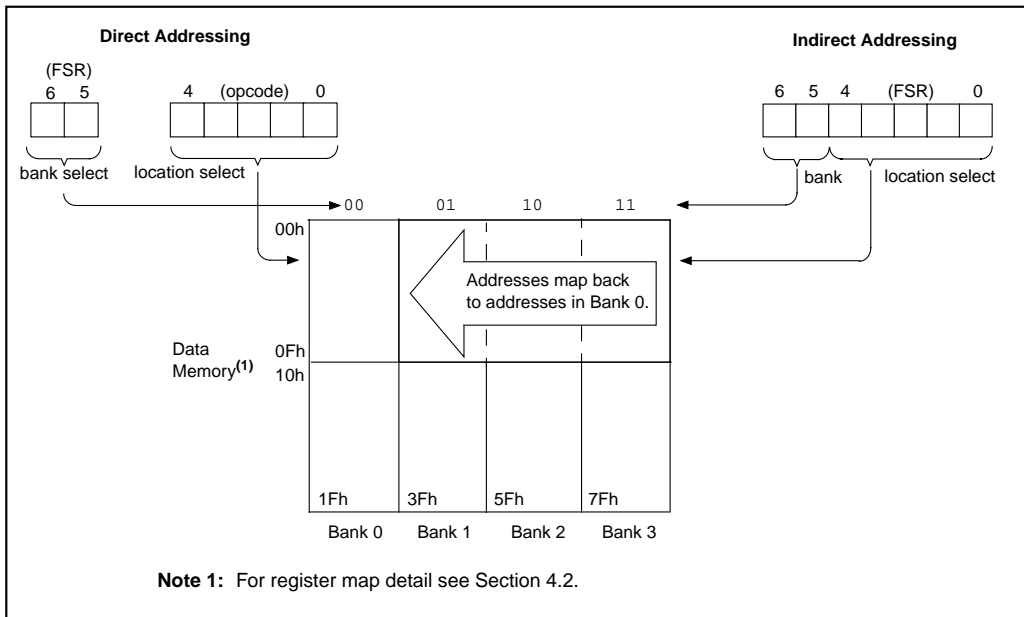 Direct Addressing
(FSR)
6 5
4 (opcode) 0
bank select
location select
Indirect Addressing
6 5 4 (FSR) 0
bank
location select
00 01 10 11
00h
Addresses map back
to addresses in Bank 0.
Data
Memory(1)
0Fh
10h
1Fh 3Fh 5Fh 7Fh
Bank 0 Bank 1 Bank 2 Bank 3
Note 1: For register map detail see Section 4.2.